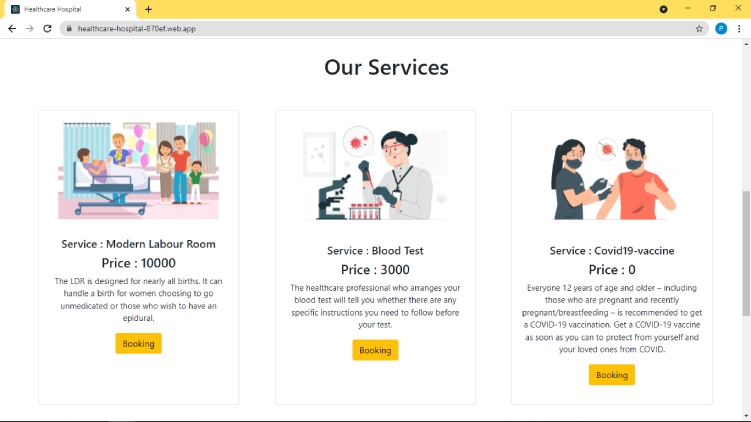 Healthcare Hospital
healthcare-hospital-870ef.web.app
P
Our Services
Service : Modern Labour Room
Price : 10000
The LDR is designed for nearly all births. It can
handle a birth for women choosing to go
unmedicated or those who wish to have an
epidural.
Booking
Service : Blood Test
Price : 3000
The healthcare professional who arranges your
blood test will tell you whether there are any
specific instructions you need to follow before
your test.
Booking
Service : Covid19-vaccine
Price : 0
Everyone 12 years of age and older – including
those who are pregnant and recently
pregnant/breastfeeding – is recommended to get
a COVID-19 vaccination. Get a COVID-19 vaccine
as soon as you can to protect from yourself and
your loved ones from COVID.
Booking